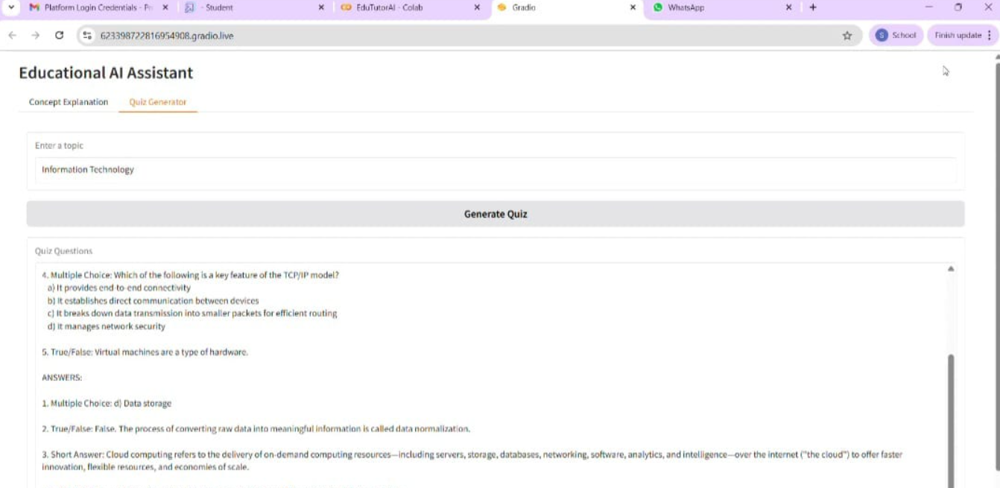 Platform Login Credentials - Pr
- Student
EduTutorAI - Colab
Gradio
WhatsApp
623398722816954908.gradio.live
S School
Finish update
Educational AI Assistant
Concept Explanation
Quiz Generator
Enter a topic
Information Technology
Generate Quiz
Quiz Questions
4. Multiple Choice: Which of the following is a key feature of the TCP/IP model?
a) It provides end-to-end connectivity
b) It establishes direct communication between devices
c) It breaks down data transmission into smaller packets for efficient routing
d) It manages network security
5. True/False: Virtual machines are a type of hardware.
ANSWERS:
1. Multiple Choice: d) Data storage
2. True/False: False. The process of converting raw data into meaningful information is called data normalization.
3. Short Answer: Cloud computing refers to the delivery of on-demand computing resources—including servers, storage, databases, networking, software, analytics, and intelligence—over the internet ("the cloud") to offer faster
innovation, flexible resources, and economies of scale.